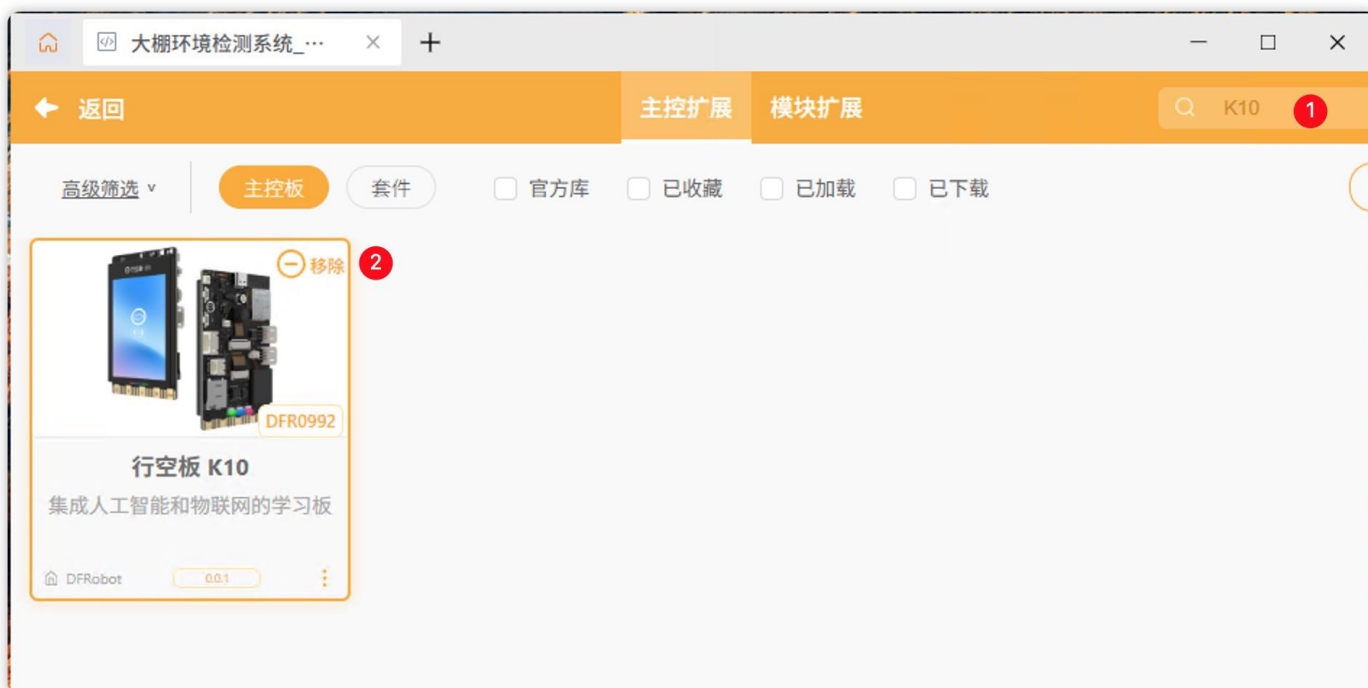 大棚环境检测系统_…
返回
主控扩展
模块扩展
K10
1
高级筛选
主控板
套件
官方库
已收藏
已加载
已下载
移除
2
K10
DFR0992
行空板 K10
集成人工智能和物联网的学习板
DFRobot
0.0.1